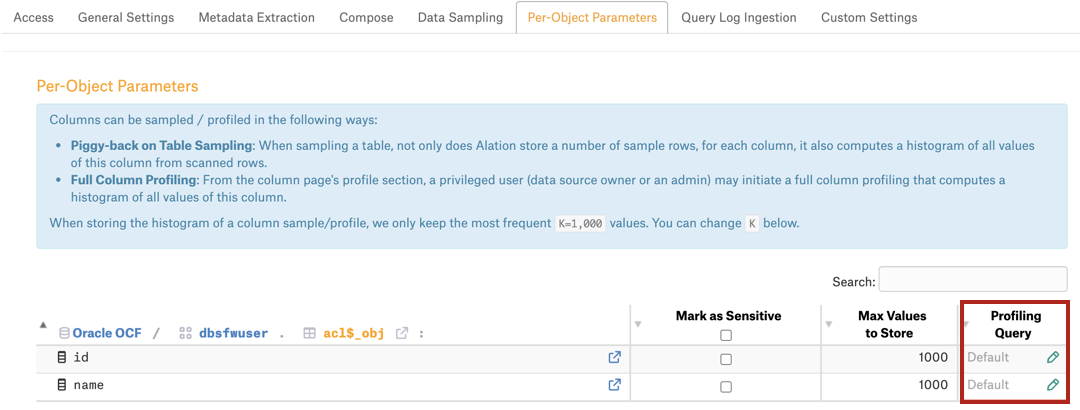 Access General Settings Metadata Extraction Compose Data Sampling Per-Object Parameters Query Log Ingestion Custom Settings
Per-Object Parameters
Columns can be sampled / profiled in the following ways:
• Piggy-back on Table Sampling: When sampling a table, not only does Alation store a number of sample rows, for each column, it also computes a histogram of all values
of this column from scanned rows.
• Full Column Profiling: From the column page's profile section, a privileged user (data source owner or an admin) may initiate a full column profiling that computes a
histogram of all values of this column.
When storing the histogram of a column sample/profile, we only keep the most frequent K=1,000 values. You can change K below.
Search:
Oracle OCF / dbsfwuser . acl$_obj :
Mark as Sensitive
Max Values
to Store
Profiling
Query
id 1000 Default
name 1000 Default